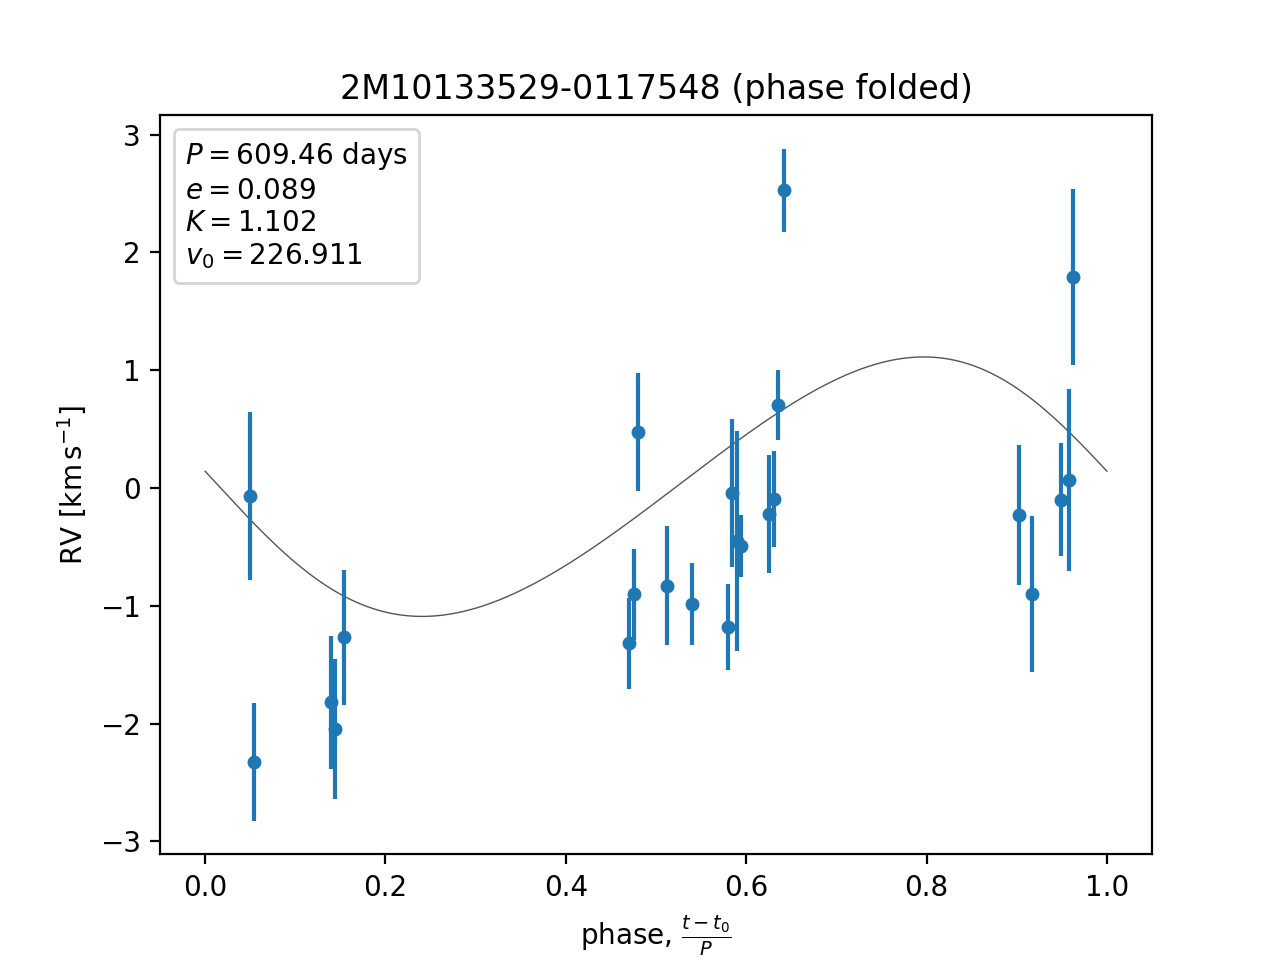 2M10133529-0117548 (phase folded)
P = 609.46 days
e = 0.089
K = 1.102
v₀ = 226.911
3
2
1
0
−1
−2
−3
RV [km s⁻¹]
0.0 0.2 0.4 0.6 0.8 1.0
phase, (t − t₀)/P